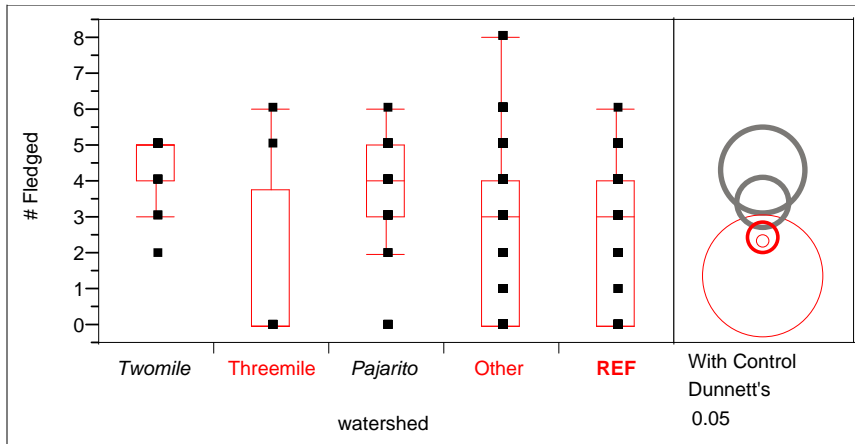 # Fledged
8
7
6
5
4
3
2
1
0
Twomile
Threemile
Pajarito
Other
REF
watershed
With Control
Dunnett's
0.05